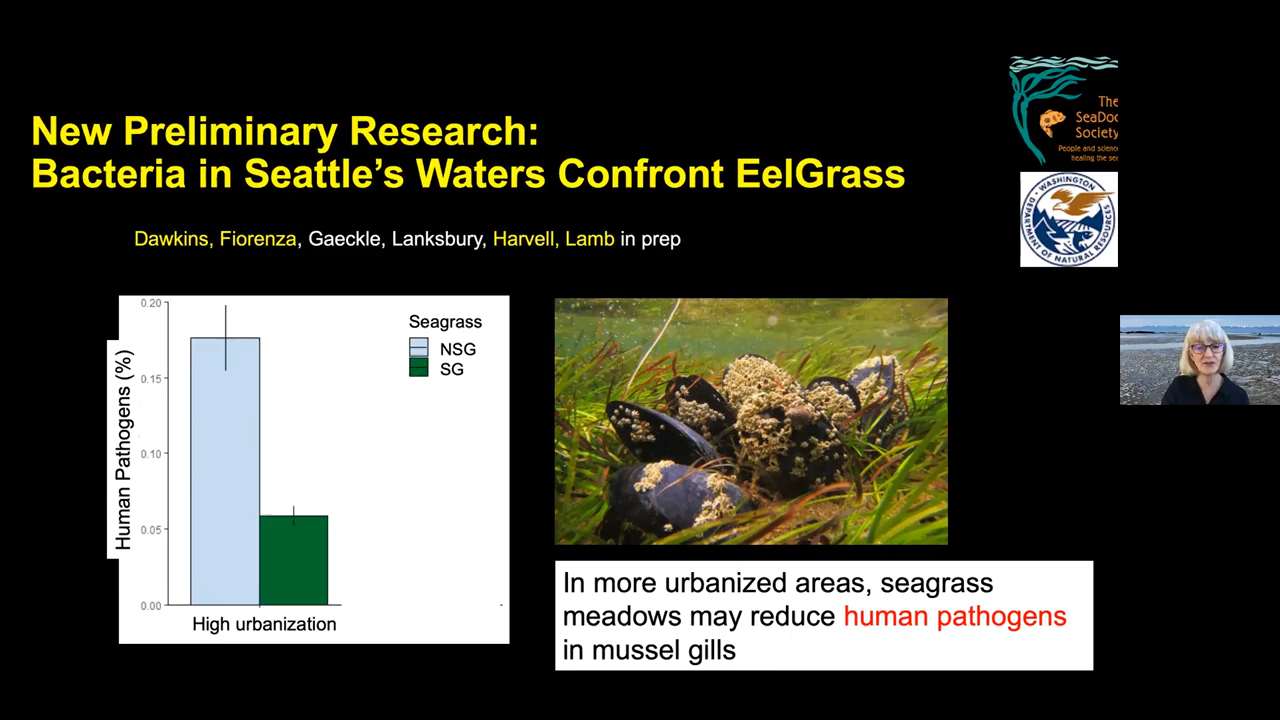 New Preliminary Research:
Bacteria in Seattle's Waters Confront EelGrass
Dawkins, Fiorenza, Gaeckle, Lanksbury, Harvell, Lamb in prep
The
SeaDoc
Society
People and science
healing the sea
WASHINGTON
DEPARTMENT OF NATURAL RESOURCES
Human Pathogens (%)
0.20
0.15
0.10
0.05
0.00
High urbanization
Seagrass
NSG
SG
In more urbanized areas, seagrass
meadows may reduce human pathogens
in mussel gills